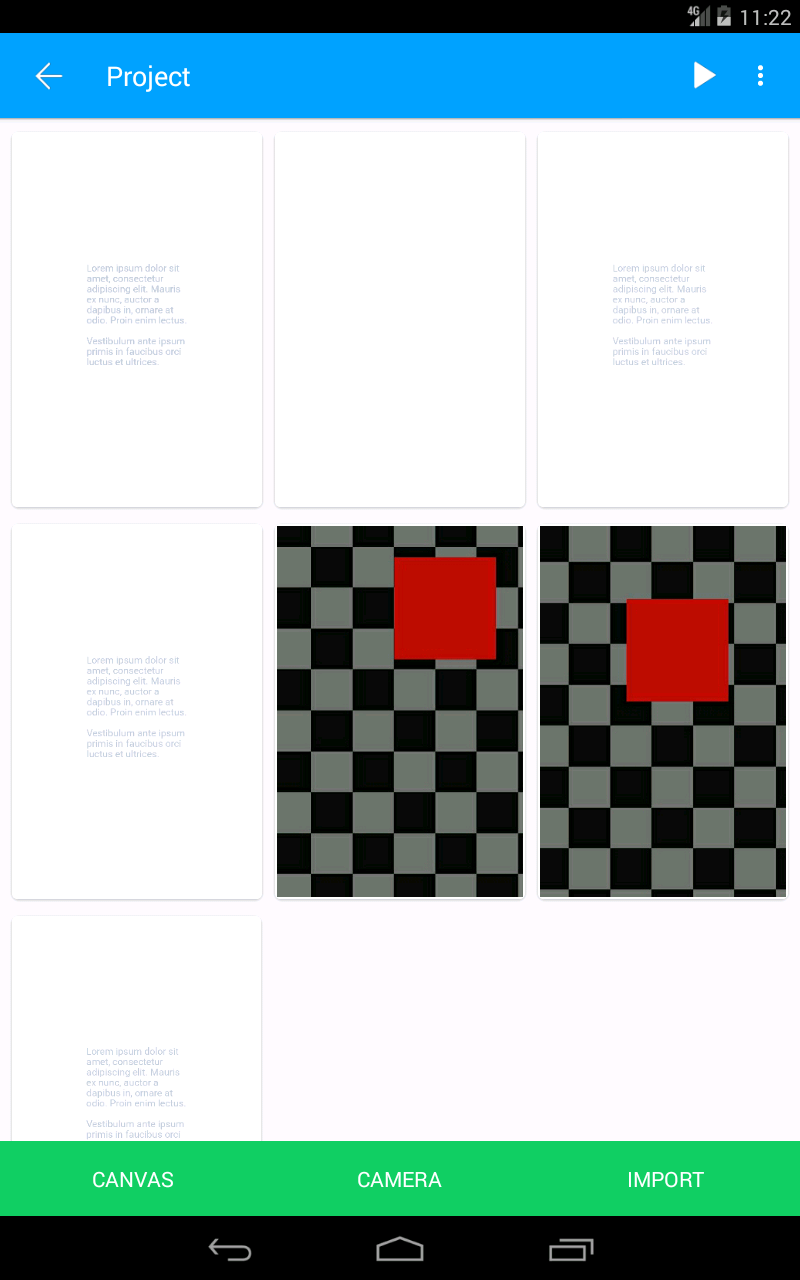 4G 11:22
Project
Lorem ipsum dolor sit
amet, consectetur
adipiscing elit. Mauris
ex nunc, auctor a
dapibus in, ornare at
odio. Proin enim lectus.
Vestibulum ante ipsum
primis in faucibus orci
luctus et ultrices.
Lorem ipsum dolor sit
amet, consectetur
adipiscing elit. Mauris
ex nunc, auctor a
dapibus in, ornare at
odio. Proin enim lectus.
Vestibulum ante ipsum
primis in faucibus orci
luctus et ultrices.
Lorem ipsum dolor sit
amet, consectetur
adipiscing elit. Mauris
ex nunc, auctor a
dapibus in, ornare at
odio. Proin enim lectus.
Vestibulum ante ipsum
primis in faucibus orci
luctus et ultrices.
Lorem ipsum dolor sit
amet, consectetur
adipiscing elit. Mauris
ex nunc, auctor a
dapibus in, ornare at
odio. Proin enim lectus.
Vestibulum ante ipsum
primis in faucibus orci
CANVAS
CAMERA
IMPORT